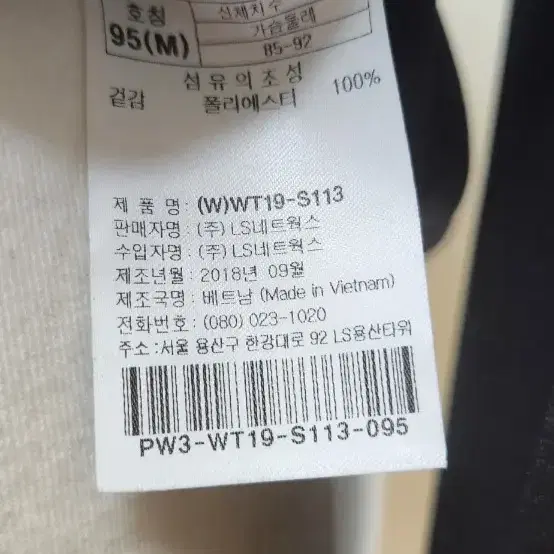 호칭 신체치수
95(M) 가슴둘레
85-92
섬유의조성
겉감 폴리에스터 100%
제 품 명 : (W)WT19-S113
판매자명 : (주) LS네트웍스
수입자명 : (주) LS네트웍스
제조년월 : 2018년 09월
제조국명 : 베트남 (Made in Vietnam)
전화번호 : (080) 023-1020
주소 :서울 용산구 한강대로 92 LS용산타워
PW3-WT19-S113-095